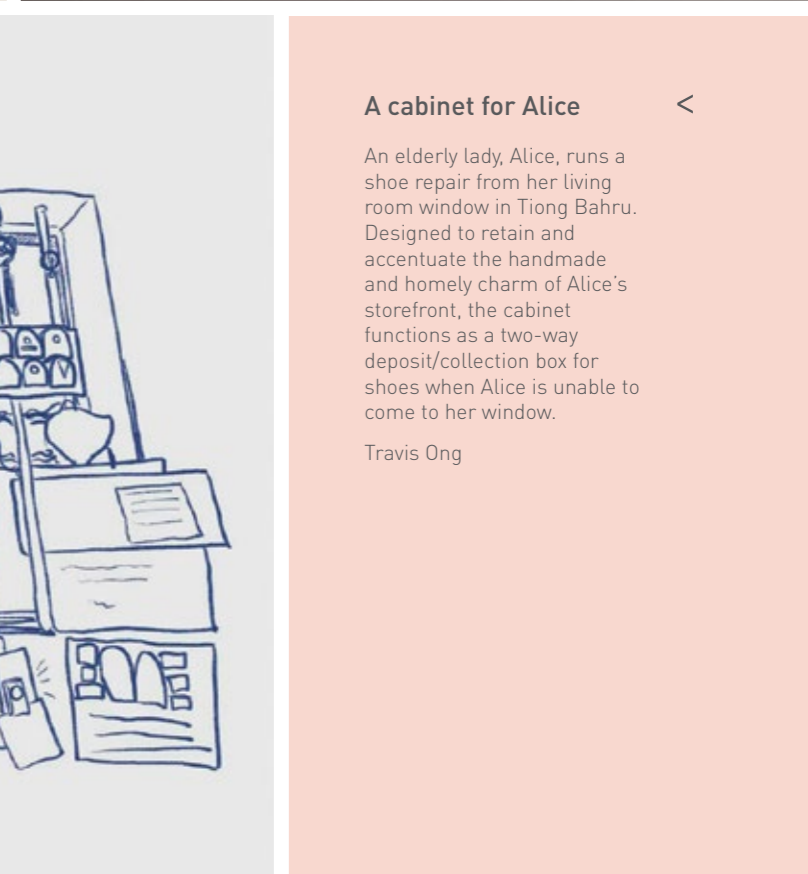 A cabinet for Alice <
An elderly lady, Alice, runs a
shoe repair from her living
room window in Tiong Bahru.
Designed to retain and
accentuate the handmade
and homely charm of Alice's
storefront, the cabinet
functions as a two-way
deposit/collection box for
shoes when Alice is unable to
come to her window.
Travis Ong